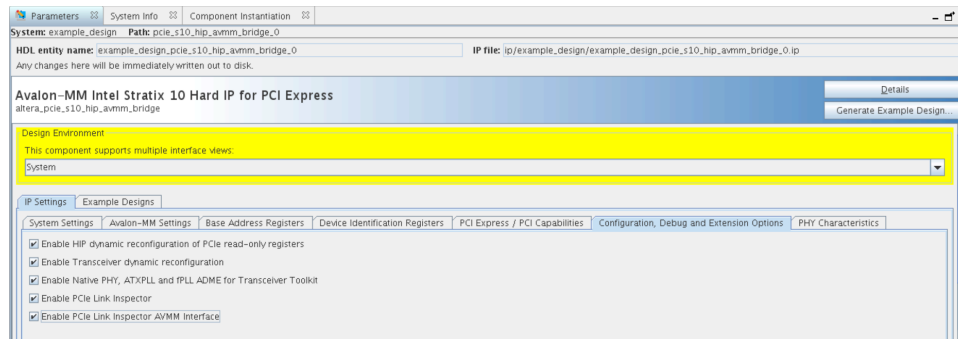 Parameters System Info Component Instantiation
System: example_design Path: pcie_s10_hip_avmm_bridge_0
HDL entity name: example_design_pcie_s10_hip_avmm_bridge_0 IP file: ip/example_design/example_design_pcie_s10_hip_avmm_bridge_0.ip
Any changes here will be immediately written out to disk.
Avalon-MM Intel Stratix 10 Hard IP for PCI Express Details
altera_pcie_s10_hip_avmm_bridge Generate Example Design...
Design Environment
This component supports multiple interface views:
System
IP Settings Example Designs
System Settings Avalon-MM Settings Base Address Registers Device Identification Registers PCI Express / PCI Capabilities Configuration, Debug and Extension Options PHY Characteristics
Enable HIP dynamic reconfiguration of PCIe read-only registers
Enable Transceiver dynamic reconfiguration
Enable Native PHY, ATXPLL and fPLL ADME for Transceiver Toolkit
Enable PCIe Link Inspector
Enable PCIe Link Inspector AVMM Interface